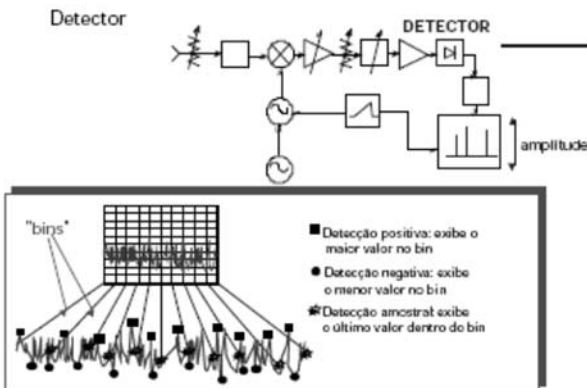 Detector
DETECTOR
amplitude
"bins"
Detecção positiva: exibe o
maior valor no bin
Detecção negativa: exibe
o menor valor no bin
Detecção amostral: exibe
o último valor dentro do bin